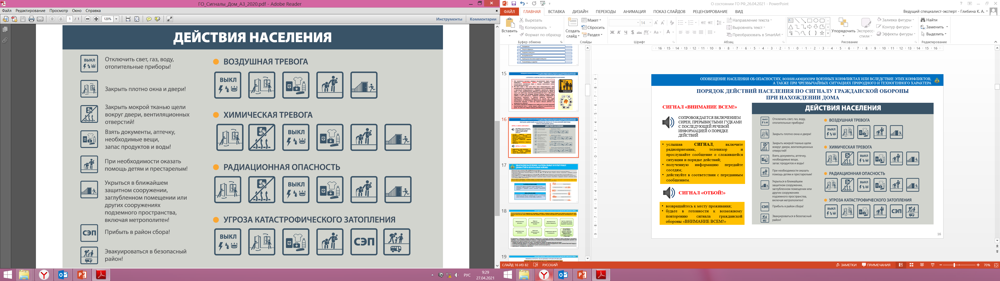 ГО_Сигналы_Дом_А3_2020.pdf - Adobe Reader
Файл Редактирование Просмотр Окно Справка
1 / 1 120% Инструменты Комментарии
ДЕЙСТВИЯ НАСЕЛЕНИЯ
ВЫКЛ
Отключить свет, газ, воду,
отопительные приборы!
Закрыть плотно окна и двери!
Закрыть мокрой тканью щели
вокруг двери, вентиляционных
отверстий!
Взять документы, аптечку,
необходимые вещи,
запас продуктов и воды!
При необходимости оказать
помощь детям и престарелым!
Укрыться в ближайшем
защитном сооружении,
заглубленном помещении или
других сооружениях
подземного пространства,
включая метрополитен!
СЭП
Прибыть в район сбора!
Эвакуироваться в безопасный
район!
ВОЗДУШНАЯ ТРЕВОГА
ВЫКЛ
ХИМИЧЕСКАЯ ТРЕВОГА
ВЫКЛ
РАДИАЦИОННАЯ ОПАСНОСТЬ
ВЫКЛ
УГРОЗА КАТАСТРОФИЧЕСКОГО ЗАТОПЛЕНИЯ
ВЫКЛ СЭП
РУС
9:29
27.04.2021
О состоянии ГО РФ_26.04.2021 - PowerPoint
ФАЙЛ ГЛАВНАЯ ВСТАВКА ДИЗАЙН ПЕРЕХОДЫ АНИМАЦИЯ ПОКАЗ СЛАЙДОВ РЕЦЕНЗИРОВАНИЕ ВИД
Ведущий специалист-эксперт - Глибина К. А.
Вставить
Вырезать
Копировать
Формат по образцу
Буфер обмена
Создать
слайд
Макет
Сбросить
Раздел
Слайды
14
Ж К Ч S abc AV Aa А
Шрифт
Направление текста
Выровнять текст
Преобразовать в SmartArt
Абзац
Упорядочить
Экспресс-
стили
Заливка фигуры
Контур фигуры
Эффекты фигуры
Рисование
Найти
Заменить
Выделить
Редактирование
15
16
17
18
19
ОПОВЕЩЕНИЕ НАСЕЛЕНИЯ ОБ ОПАСНОСТЯХ, ВОЗНИКАЮЩИХПРИ ВОЕННЫХ КОНФЛИКТАХ ИЛИ ВСЛЕДСТВИЕ ЭТИХ КОНФЛИКТОВ,
А ТАКЖЕ ПРИ ЧРЕЗВЫЧАЙНЫХ СИТУАЦИЯХ ПРИРОДНОГО И ТЕХНОГЕННОГО ХАРАКТЕРА
ПОРЯДОК ДЕЙСТВИЙ НАСЕЛЕНИЯ ПО СИГНАЛУ ГРАЖДАНСКОЙ ОБОРОНЫ
ПРИ НАХОЖДЕНИИ ДОМА
СИГНАЛ «ВНИМАНИЕ ВСЕМ!»
СОПРОВОЖДАЕТСЯ ВКЛЮЧЕНИЕМ
СИРЕН, ПРЕРЫВИСТЫМИ ГУДКАМИ
С ПОСЛЕДУЮЩЕЙ РЕЧЕВОЙ
ИНФОРМАЦИЕЙ О ПОРЯДКЕ
ДЕЙСТВИЙ
• услышав СИГНАЛ, включите
радиоприемник, телевизор и
прослушайте сообщение о сложившейся
ситуации и порядке действий;
• полученную информацию передайте
соседям;
• действуйте в соответствии с переданным
сообщением.
СИГНАЛ «ОТБОЙ!»
• возвращайтесь к месту проживания;
• будьте в готовности к возможному
повторению сигнала гражданской
обороны «ВНИМАНИЕ ВСЕМ!»
ДЕЙСТВИЯ НАСЕЛЕНИЯ
ВЫКЛ
Отключить свет, газ, воду,
отопительные приборы!
Закрыть плотно окна и двери!
Закрыть мокрой тканью щели
вокруг двери, вентиляционных
отверстий!
Взять документы, аптечку,
необходимые вещи,
запас продуктов и воды!
При необходимости оказать
помощь детям и престарелым!
Укрыться в ближайшем
защитном сооружении,
заглубленном помещении или
других сооружениях
подземного пространства,
включая метрополитен!
СЭП
Прибыть в район сбора!
Эвакуироваться в безопасный
район!
ВОЗДУШНАЯ ТРЕВОГА
ВЫКЛ
ХИМИЧЕСКАЯ ТРЕВОГА
ВЫКЛ
РАДИАЦИОННАЯ ОПАСНОСТЬ
ВЫКЛ
УГРОЗА КАТАСТРОФИЧЕСКОГО ЗАТОПЛЕНИЯ
ВЫКЛ СЭП
16
СЛАЙД 16 ИЗ 82 РУССКИЙ ЗАМЕТКИ ПРИМЕЧАНИЯ 70%